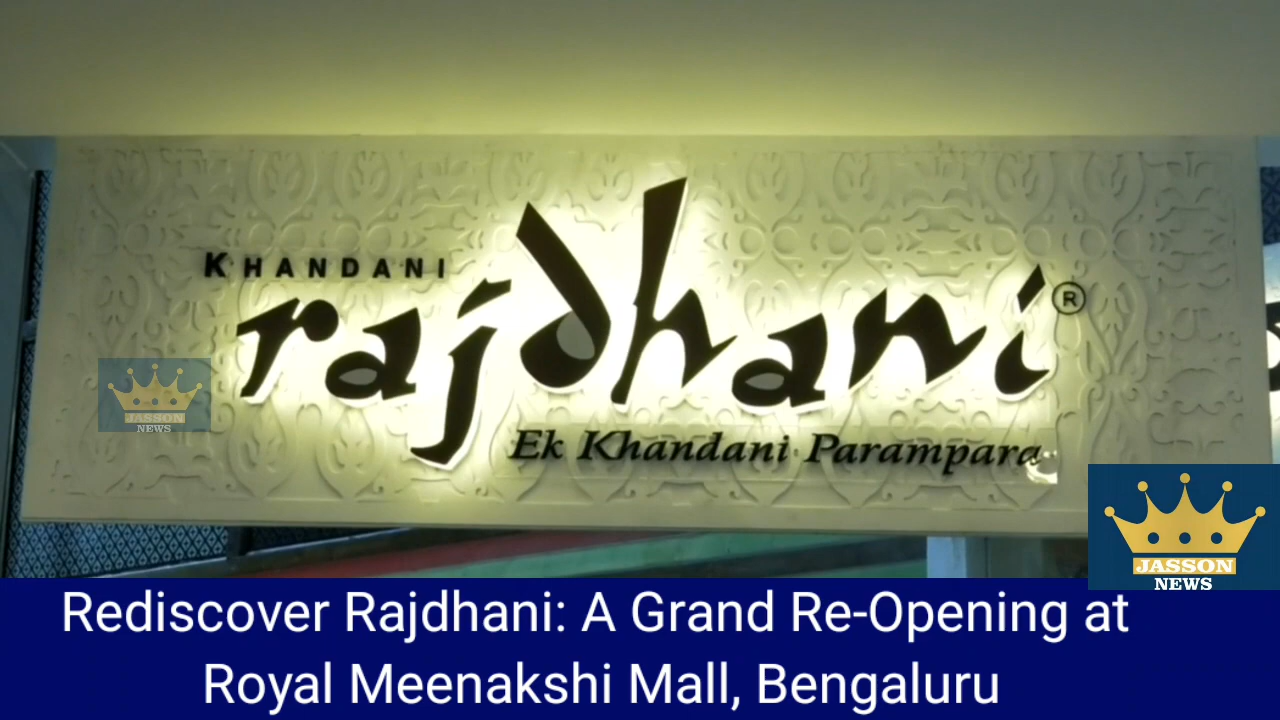 KHANDANI
rajdhani®
Ek Khandani Parampara
JASSON
NEWS
JASSON
NEWS
Rediscover Rajdhani: A Grand Re-Opening at
Royal Meenakshi Mall, Bengaluru